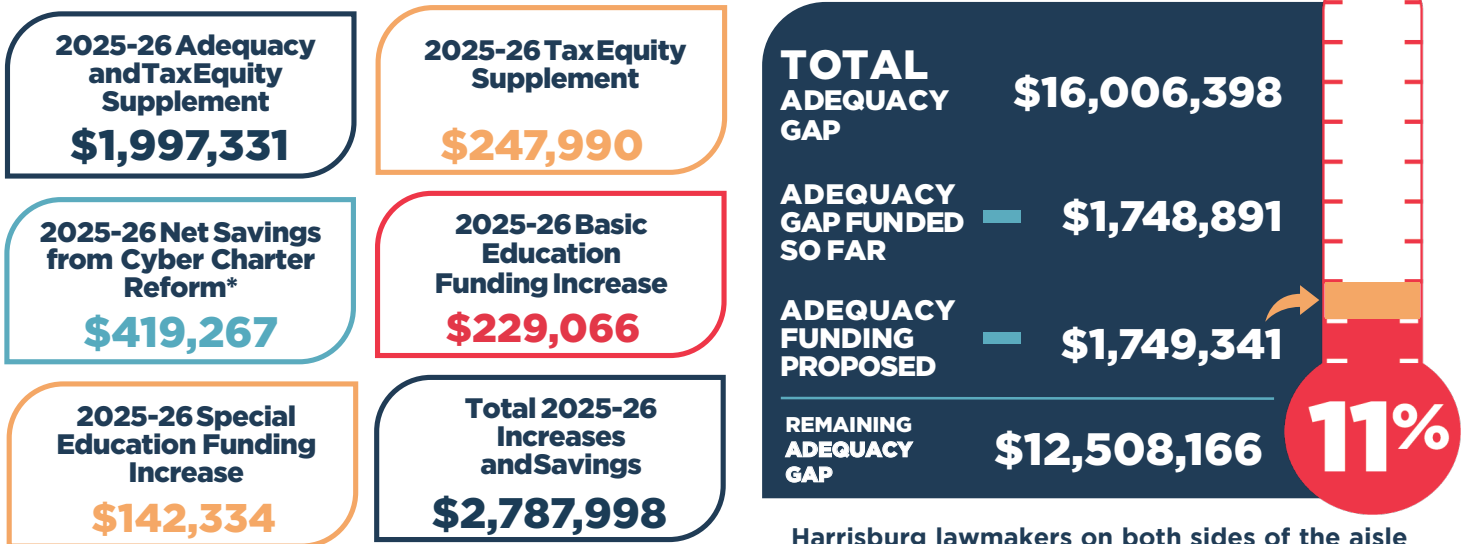 2025-26 Adequacy
and Tax Equity
Supplement
$1,997,331
2025-26 Tax Equity
Supplement
$247,990
2025-26 Net Savings
from Cyber Charter
Reform*
$419,267
2025-26 Basic
Education
Funding Increase
$229,066
2025-26 Special
Education Funding
Increase
$142,334
Total 2025-26
Increases
and Savings
$2,787,998
TOTAL
ADEQUACY
GAP
$16,006,398
ADEQUACY
GAP FUNDED
SO FAR
- $1,748,891
ADEQUACY
FUNDING
PROPOSED
- $1,749,341
REMAINING
ADEQUACY
GAP
$12,508,166
11%
Harrisburg lawmakers on both sides of the aisle